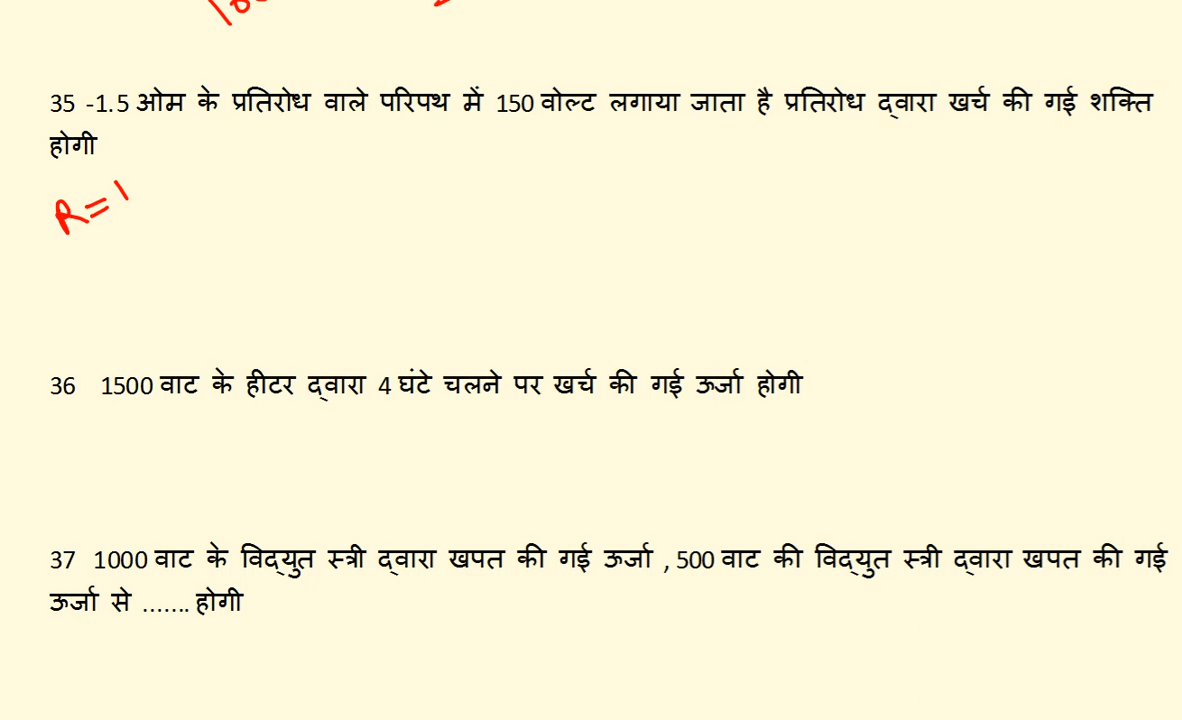 35 -1.5 ओम के प्रतिरोध वाले परिपथ में 150 वोल्ट लगाया जाता है प्रतिरोध द्वारा खर्च की गई शक्ति
होगी
R=1
36 1500 वाट के हीटर द्वारा 4 घंटे चलने पर खर्च की गई ऊर्जा होगी
37 1000 वाट के विद्युत स्त्री द्वारा खपत की गई ऊर्जा , 500 वाट की विद्युत स्त्री द्वारा खपत की गई
ऊर्जा से ....... होगी